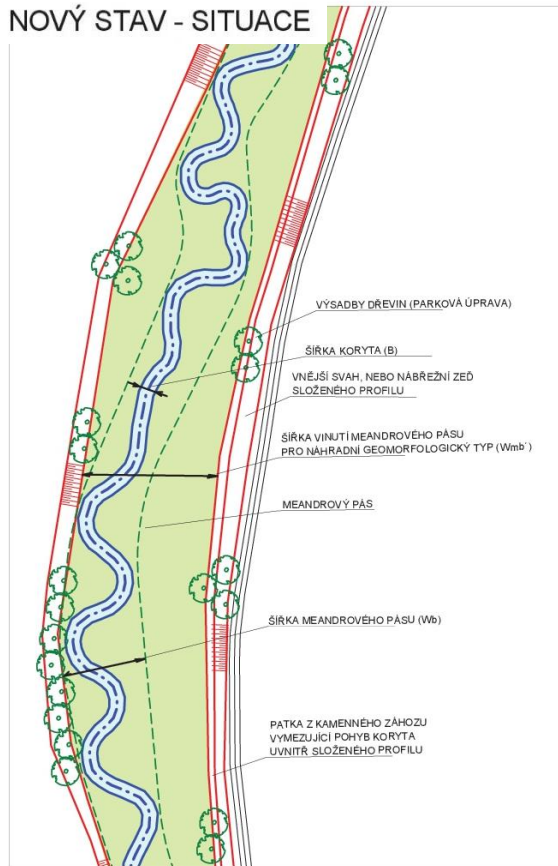 NOVÝ STAV - SITUACE
VÝSADBY DŘEVIN (PARKOVÁ ÚPRAVA)
ŠÍŘKA KORYTA (B)
VNĚJŠÍ SVAH, NEBO NÁBŘEŽNÍ ZEĎ
SLOŽENÉHO PROFILU
ŠÍŘKA VINUTÍ MEANDROVÉHO PÁSU
PRO NÁHRADNÍ GEOMORFOLOGICKÝ TYP (Wmb´)
MEANDROVÝ PÁS
ŠÍŘKA MEANDROVÉHO PÁSU (Wb)
PATKA Z KAMENNÉHO ZÁHOZU
VYMEZUJÍCÍ POHYB KORYTA
UVNITŘ SLOŽENÉHO PROFILU